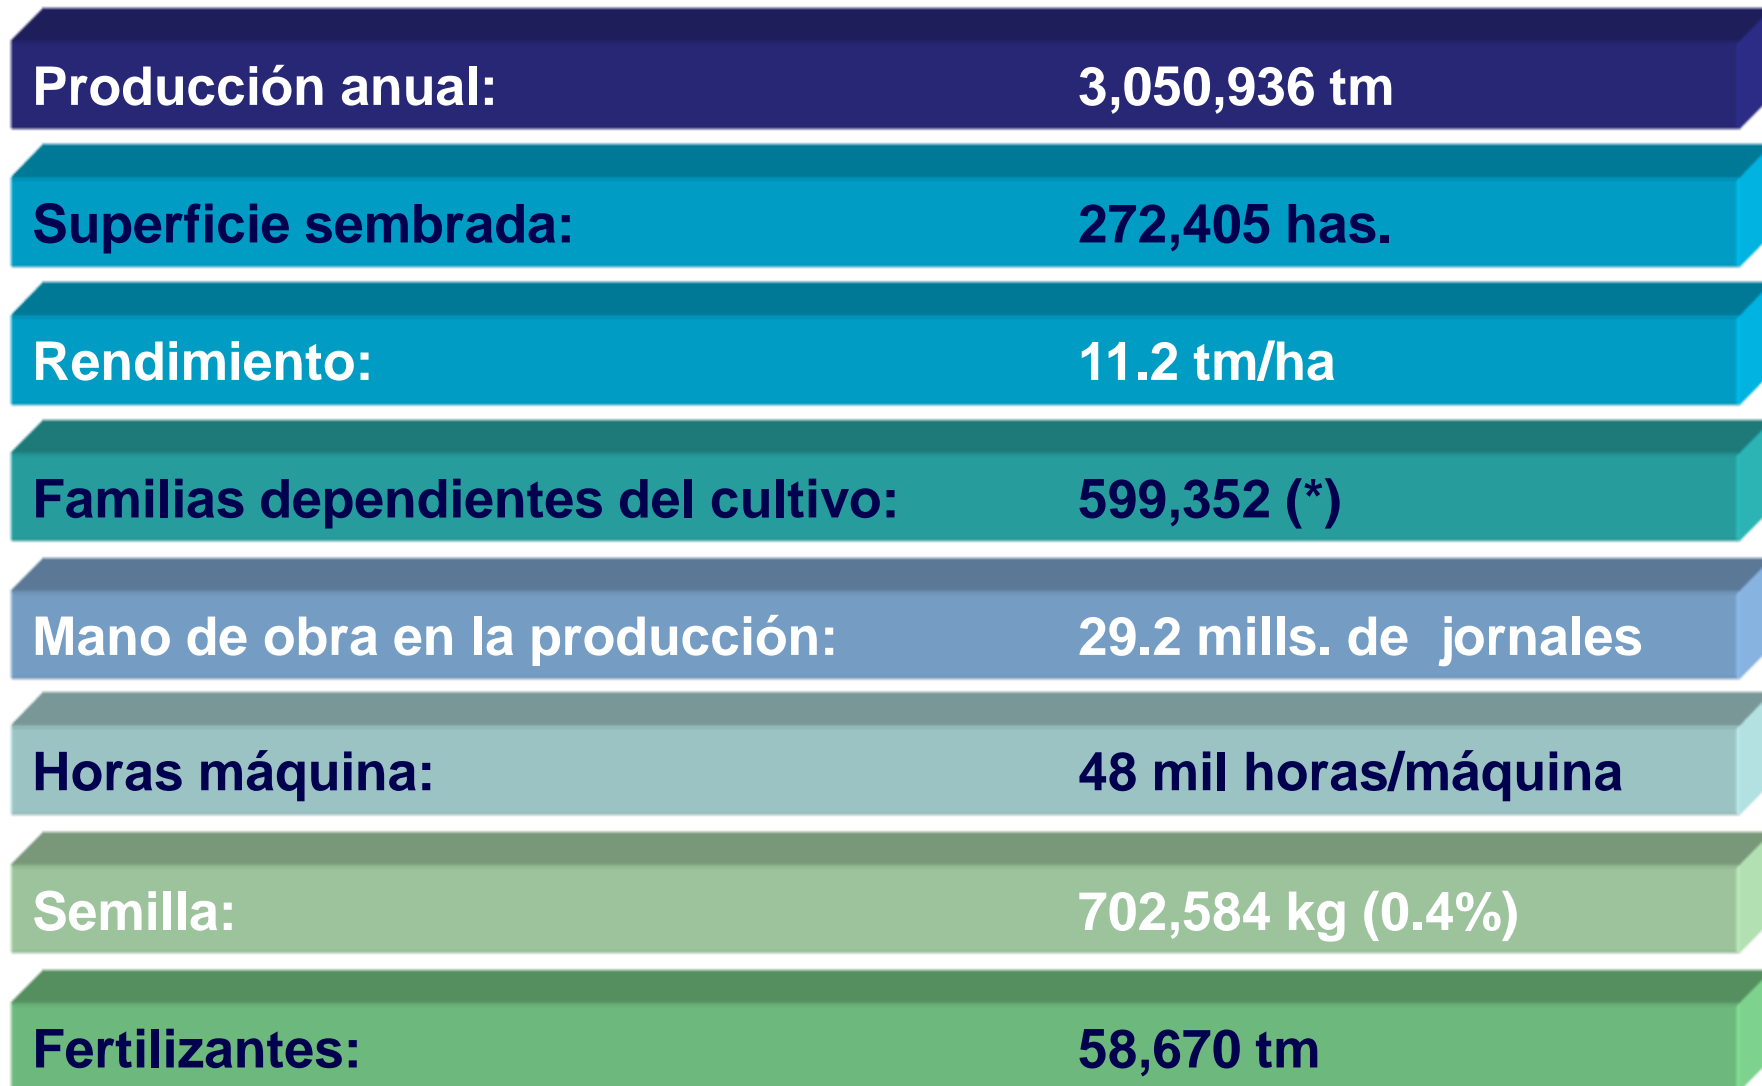 Producción anual: 3,050,936 tm
Superficie sembrada: 272,405 has.
Rendimiento: 11.2 tm/ha
Familias dependientes del cultivo: 599,352 (*)
Mano de obra en la producción: 29.2 mills. de jornales
Horas máquina: 48 mil horas/máquina
Semilla: 702,584 kg (0.4%)
Fertilizantes: 58,670 tm